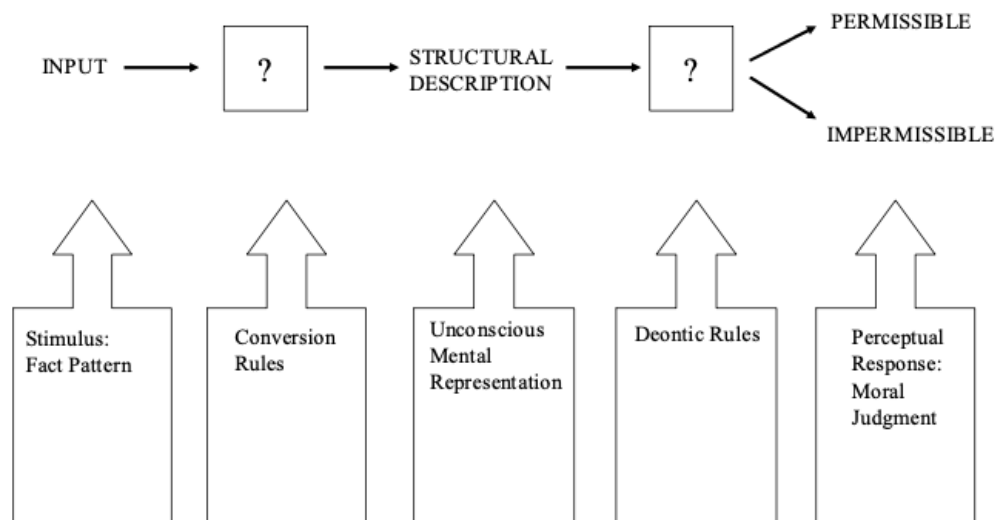 PERMISSIBLE
INPUT
?
STRUCTURAL
DESCRIPTION
?
IMPERMISSIBLE
Stimulus:
Fact Pattern
Conversion
Rules
Unconscious
Mental
Representation
Deontic Rules
Perceptual
Response:
Moral
Judgment